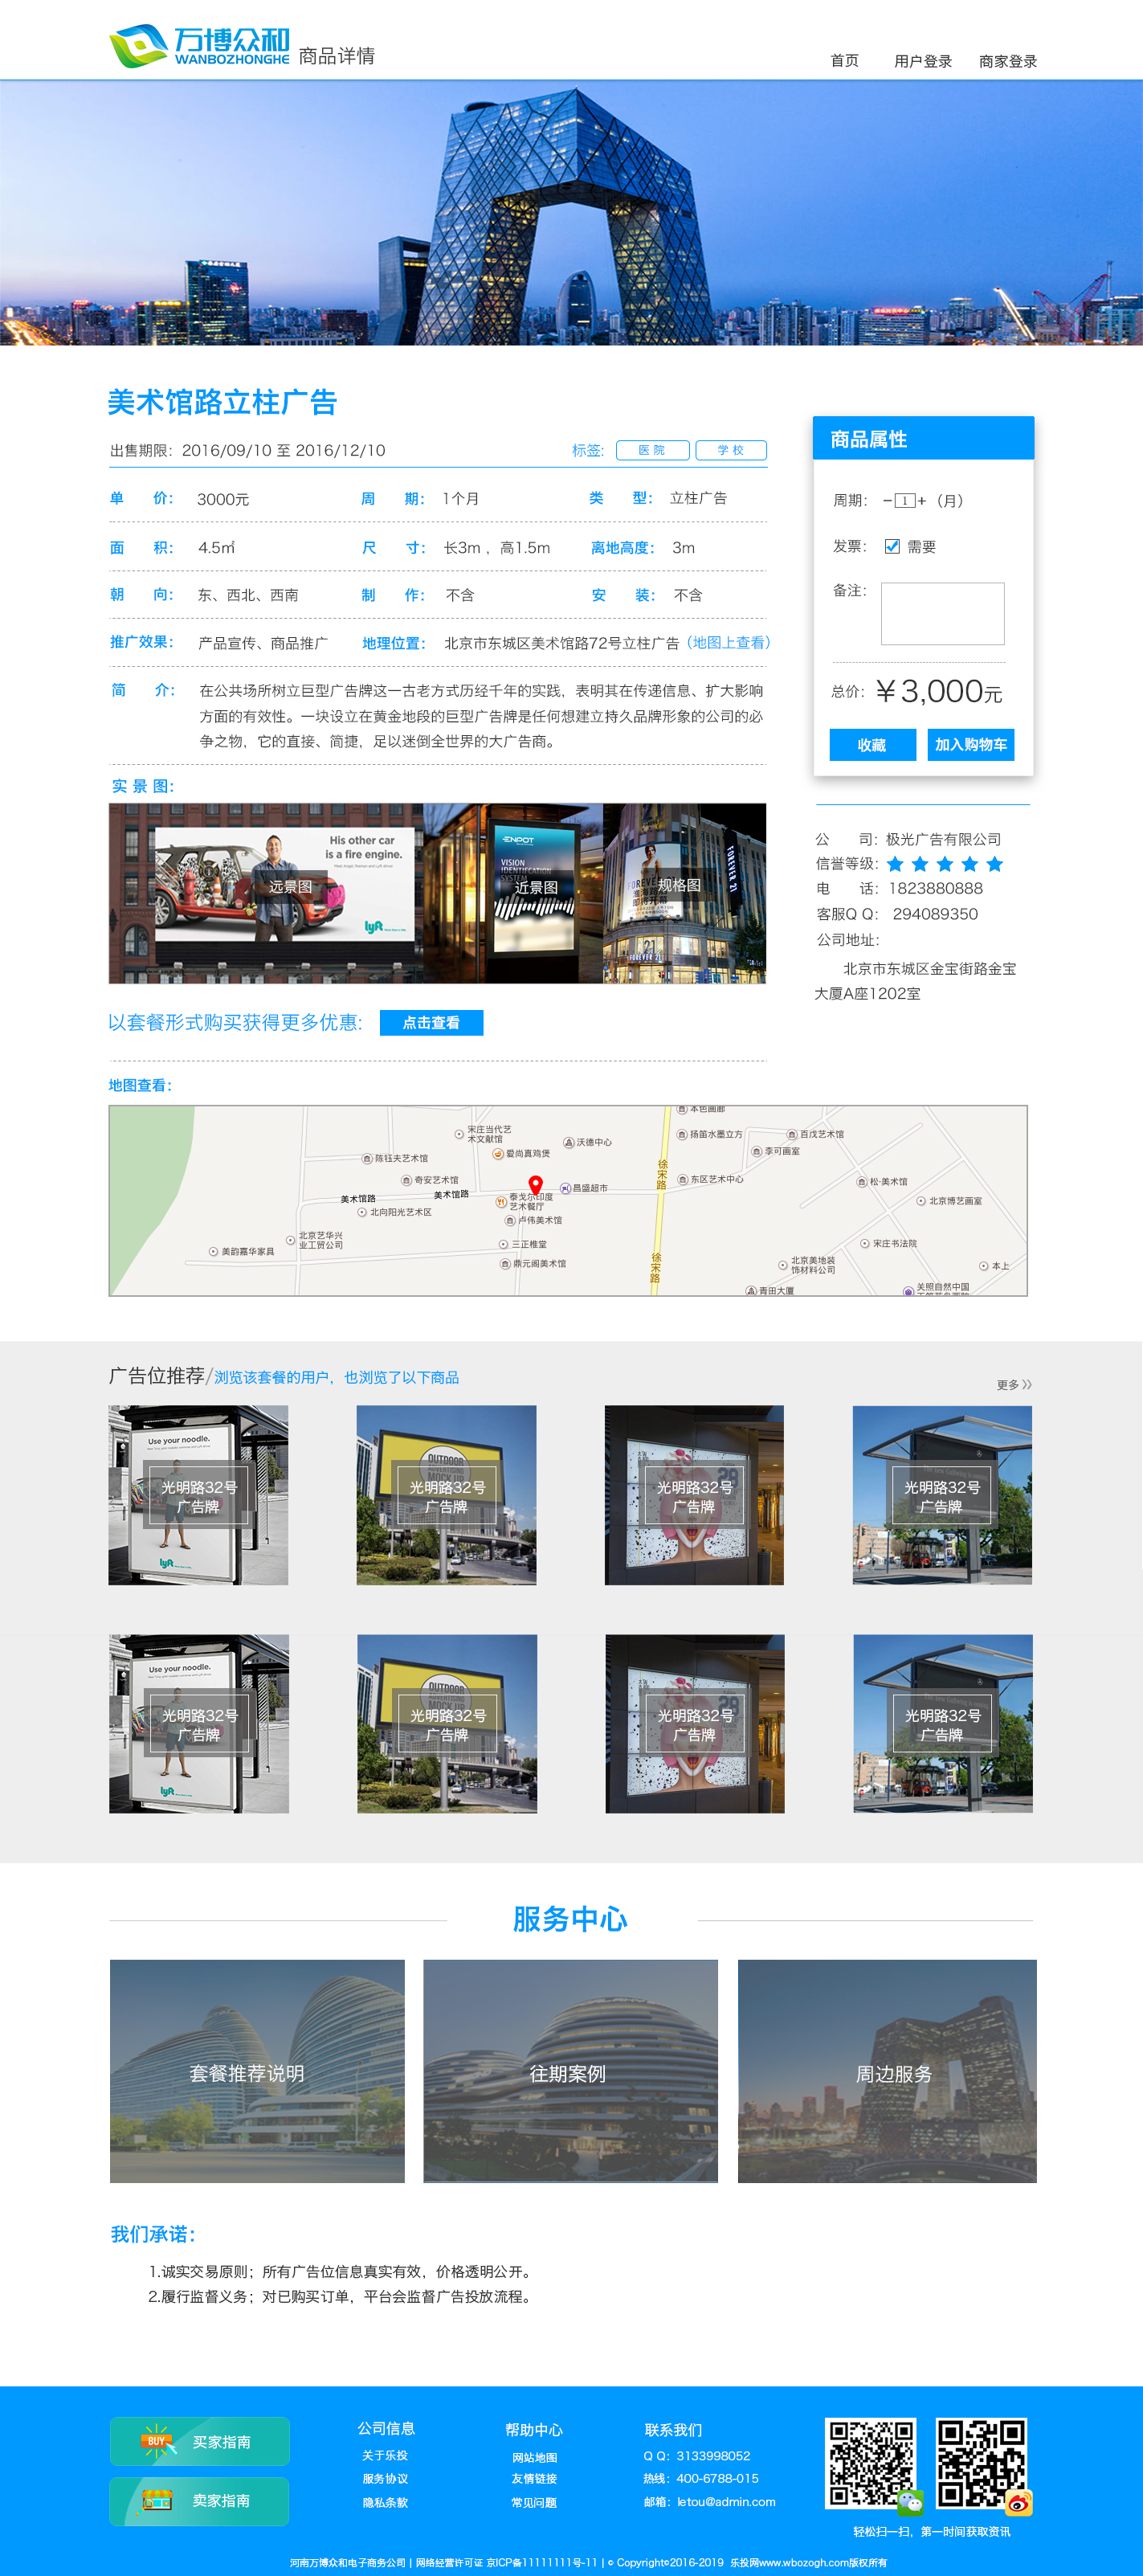 万博众和
WANBOZHONGHE
商品详情
首页 用户登录 商家登录
美术馆路立柱广告
出售期限：2016/09/10 至 2016/12/10 标签: 医 院 学 校
单 价： 3000元 周 期： 1个月 类 型： 立柱广告
面 积： 4.5㎡ 尺 寸： 长3m ，高1.5m 离地高度： 3m
朝 向： 东、西北、西南 制 作： 不含 安 装： 不含
推广效果： 产品宣传、商品推广 地理位置： 北京市东城区美术馆路72号立柱广告（地图上查看）
简 介： 在公共场所树立巨型广告牌这一古老方式历经千年的实践，表明其在传递信息、扩大影响
方面的有效性。一块设立在黄金地段的巨型广告牌是任何想建立持久品牌形象的公司的必
争之物，它的直接、简捷，足以迷倒全世界的大广告商。
实 景 图：
His other car
is a fire engine.
lyft
远景图
ENPOT
VISION
IDENTIFICATION
SYSTEM
近景图
FOREVER 21
规格图
FOREVER 21
以套餐形式购买获得更多优惠: 点击查看
商品属性
周期： －1＋（月）
发票： 需要
备注：
总价：￥3,000元
收藏 加入购物车
公 司：极光广告有限公司
信誉等级：
电 话：1823880888
客服Q Q： 294089350
公司地址：
北京市东城区金宝街路金宝
大厦A座1202室
地图查看：
本色画廊
宋庄当代艺
术文献馆
沃德中心
扬笛水墨立方
百戊艺术馆
陈钰夫艺术馆
爱尚真鸡煲
李可画室
徐宋路
奇安艺术馆
昌盛超市
东区艺术中心
松·美术馆
美术馆路
美术馆路
泰戈尔印度
艺术餐厅
北京博艺画室
北向阳光艺术区
卢伟美术馆
北京艺华兴
业工贸公司
三正椎堂
宋庄书法院
美韵嘉华家具
鼎元阁美术馆
徐宋路
北京美地装
饰材料公司
本上
青田大厦
关照自然中国
广告位推荐/浏览该套餐的用户，也浏览了以下商品
更多
Use your noodle.
光明路32号
广告牌
lyft
OUTDOOR
ADVERTISING
MOCK UP
光明路32号
广告牌
28
光明路32号
广告牌
光明路32号
广告牌
Use your noodle.
光明路32号
广告牌
lyft
OUTDOOR
ADVERTISING
MOCK UP
光明路32号
广告牌
28
光明路32号
广告牌
光明路32号
广告牌
服务中心
套餐推荐说明 往期案例 周边服务
我们承诺：
1.诚实交易原则；所有广告位信息真实有效，价格透明公开。
2.履行监督义务；对已购买订单，平台会监督广告投放流程。
BUY 买家指南
卖家指南
公司信息
关于乐投
服务协议
隐私条款
帮助中心
网站地图
友情链接
常见问题
联系我们
Q Q：3133998052
热线：400-6788-015
邮箱：letou@admin.com
轻松扫一扫，第一时间获取资讯
河南万博众和电子商务公司 | 网络经营许可证 京ICP备11111111号-11 | © Copyright©2016-2019 乐投网www.wbozogh.com版权所有